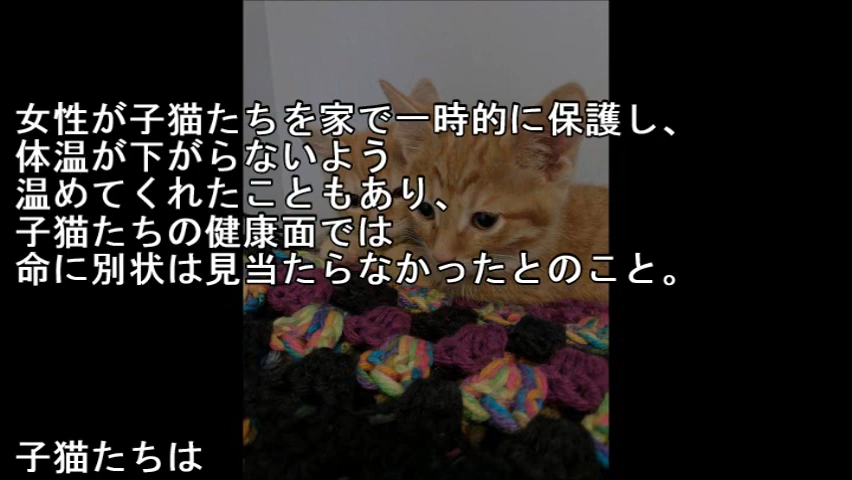 女性が子猫たちを家で一時的に保護し、
体温が下がらないよう
温めてくれたこともあり、
子猫たちの健康面では
命に別状は見当たらなかったとのこと。
子猫たちは